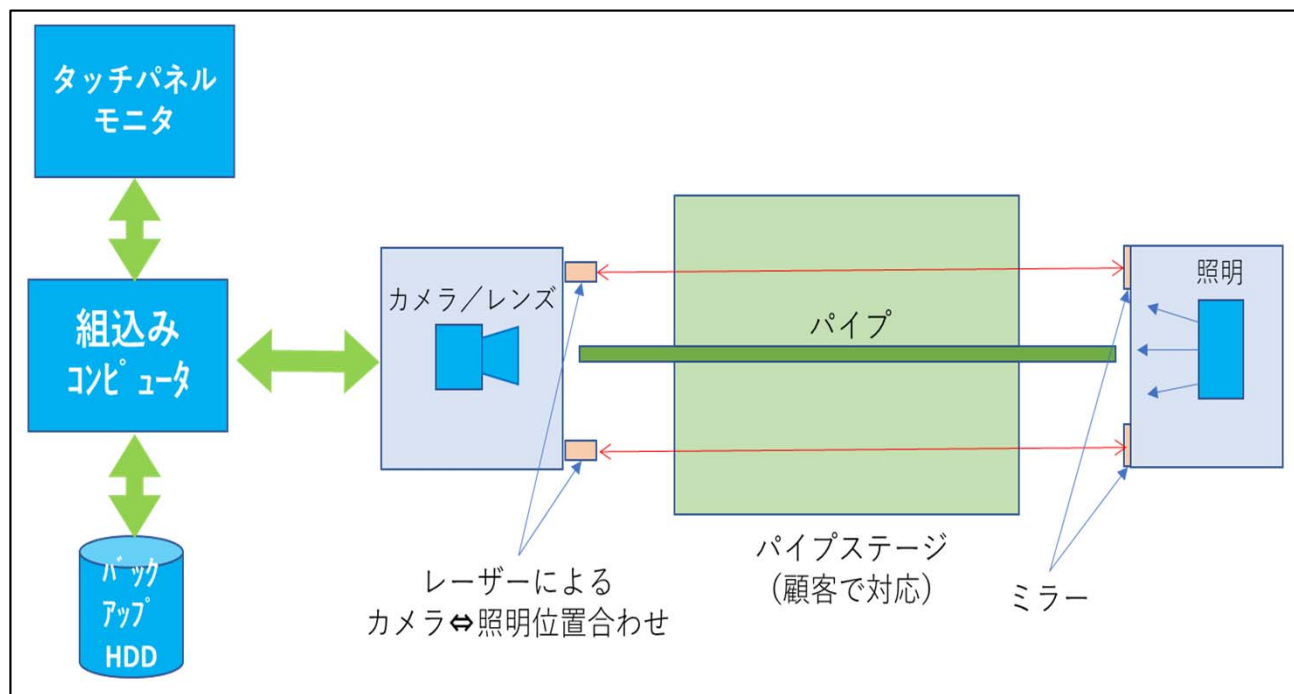 タッチパネル
モニタ
組込み
コンピュータ
バック
アップ
HDD
カメラ／レンズ
レーザーによる
カメラ⇔照明位置合わせ
パイプ
パイプステージ
(顧客で対応)
照明
ミラー